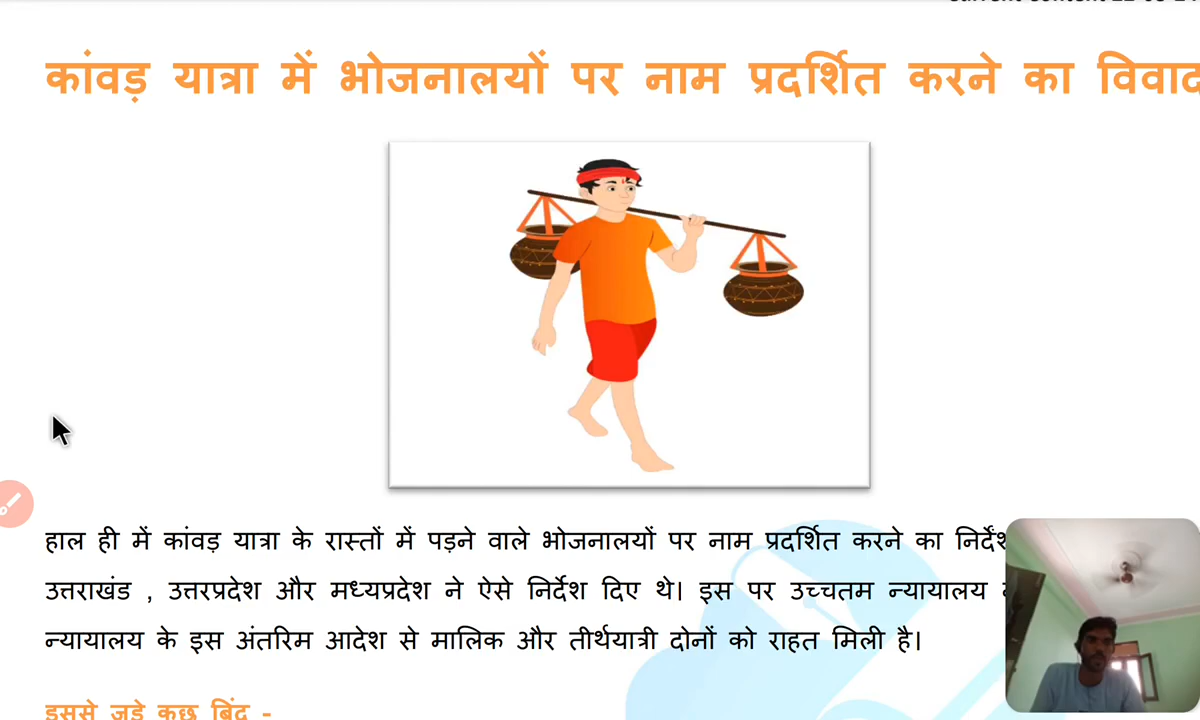 कांवड़ यात्रा में भोजनालयों पर नाम प्रदर्शित करने का विवाद
हाल ही में कांवड़ यात्रा के रास्तों में पड़ने वाले भोजनालयों पर नाम प्रदर्शित करने का
उत्तराखंड , उत्तरप्रदेश और मध्यप्रदेश ने ऐसे निर्देश दिए थे। इस पर उच्चतम न्यायालय
न्यायालय के इस अंतरिम आदेश से मालिक और तीर्थयात्री दोनों को राहत मिली है।
इससे जुड़े कुछ बिंदु -